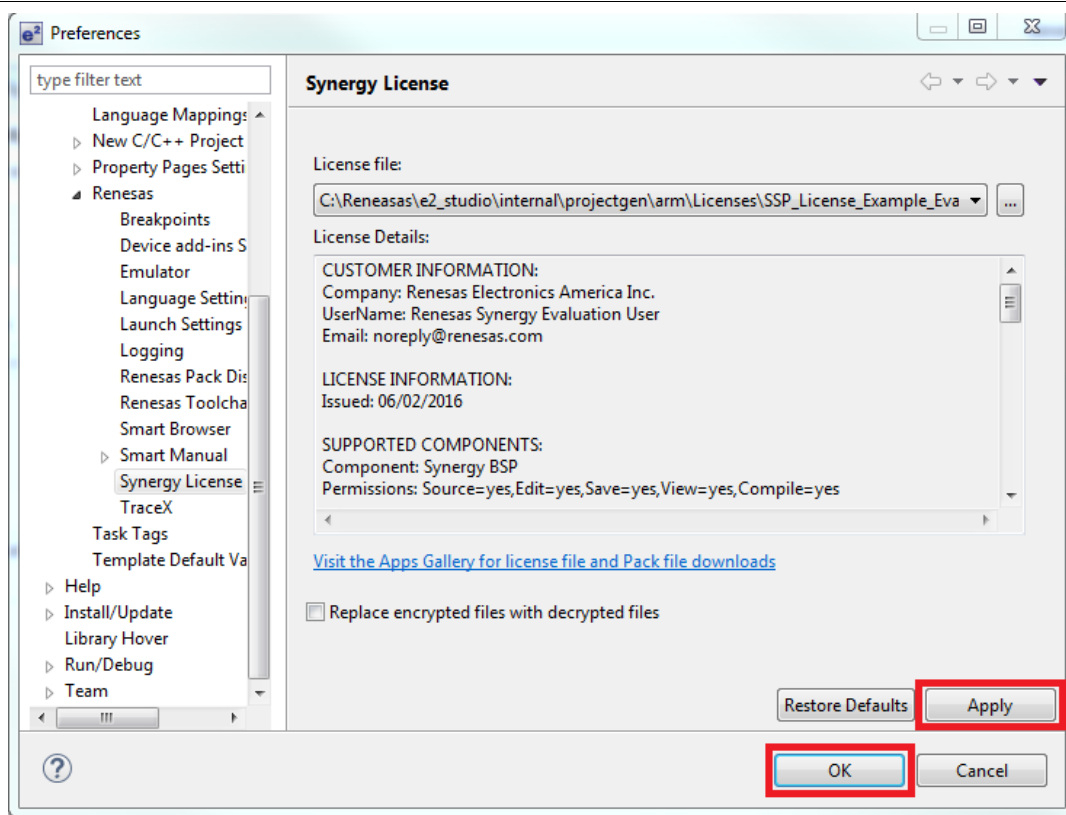 e² Preferences
type filter text
Language Mappings
New C/C++ Project
Property Pages Setti
Renesas
Breakpoints
Device add-ins S
Emulator
Language Setting
Launch Settings
Logging
Renesas Pack Dis
Renesas Toolcha
Smart Browser
Smart Manual
Synergy License
TraceX
Task Tags
Template Default Va
Help
Install/Update
Library Hover
Run/Debug
Team
Synergy License
License file:
C:\Reneasas\e2_studio\internal\projectgen\arm\Licenses\SSP_License_Example_Eva
...
License Details:
CUSTOMER INFORMATION:
Company: Renesas Electronics America Inc.
UserName: Renesas Synergy Evaluation User
Email: noreply@renesas.com
LICENSE INFORMATION:
Issued: 06/02/2016
SUPPORTED COMPONENTS:
Component: Synergy BSP
Permissions: Source=yes,Edit=yes,Save=yes,View=yes,Compile=yes
Visit the Apps Gallery for license file and Pack file downloads
Replace encrypted files with decrypted files
Restore Defaults
Apply
?
OK
Cancel